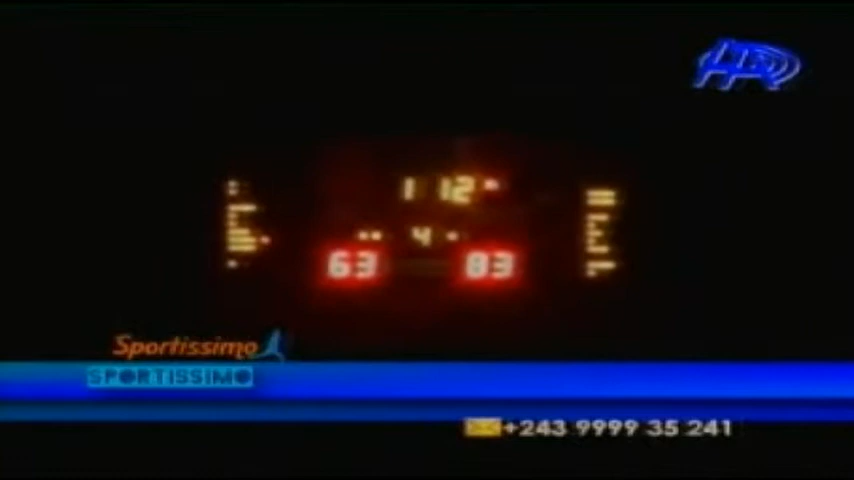 1 12
4
63 83
Sportissimo
SPORTISSIMO
+243 9999 35 241